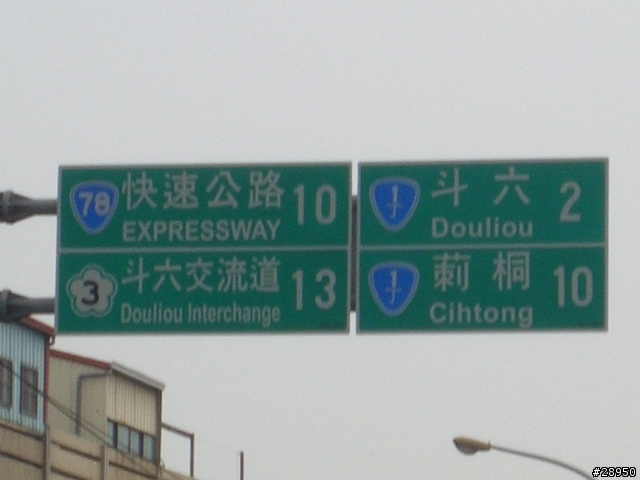 78 快速公路 10
EXPRESSWAY
3 斗六交流道 13
Douliou Interchange
1 斗六 2
Douliou
1 莿桐 10
Cihtong
#28950